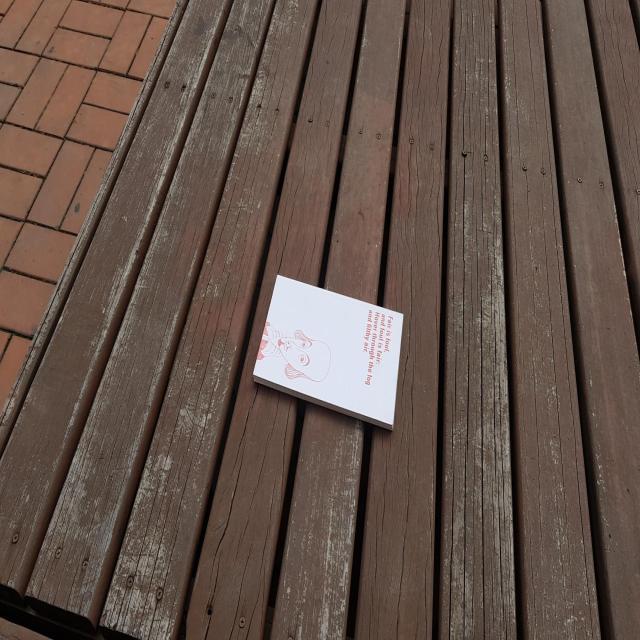 Fair is foul,
and foul is fair:
Hover through the fog
and filthy air.